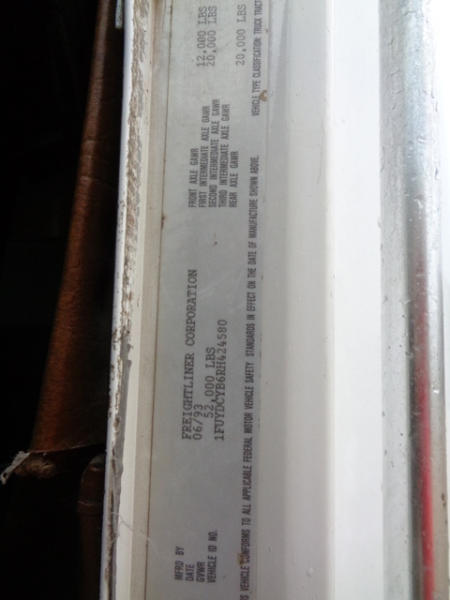 MFRD BY FREIGHTLINER CORPORATION
DATE 06/93
GVWR 52,000 LBS
VEHICLE ID NO. 1FUYDCYB6RH424580
FRONT AXLE GAWR 12,000 LBS
FIRST INTERMEDIATE AXLE GAWR 20,000 LBS
SECOND INTERMEDIATE AXLE GAWR
THIRD INTERMEDIATE AXLE GAWR
REAR AXLE GAWR 20,000 LBS
VEHICLE CONFORMS TO ALL APPLICABLE FEDERAL MOTOR VEHICLE SAFETY STANDARDS IN EFFECT ON THE DATE OF MANUFACTURE SHOWN ABOVE.
VEHICLE TYPE CLASSIFICATION: TRUCK